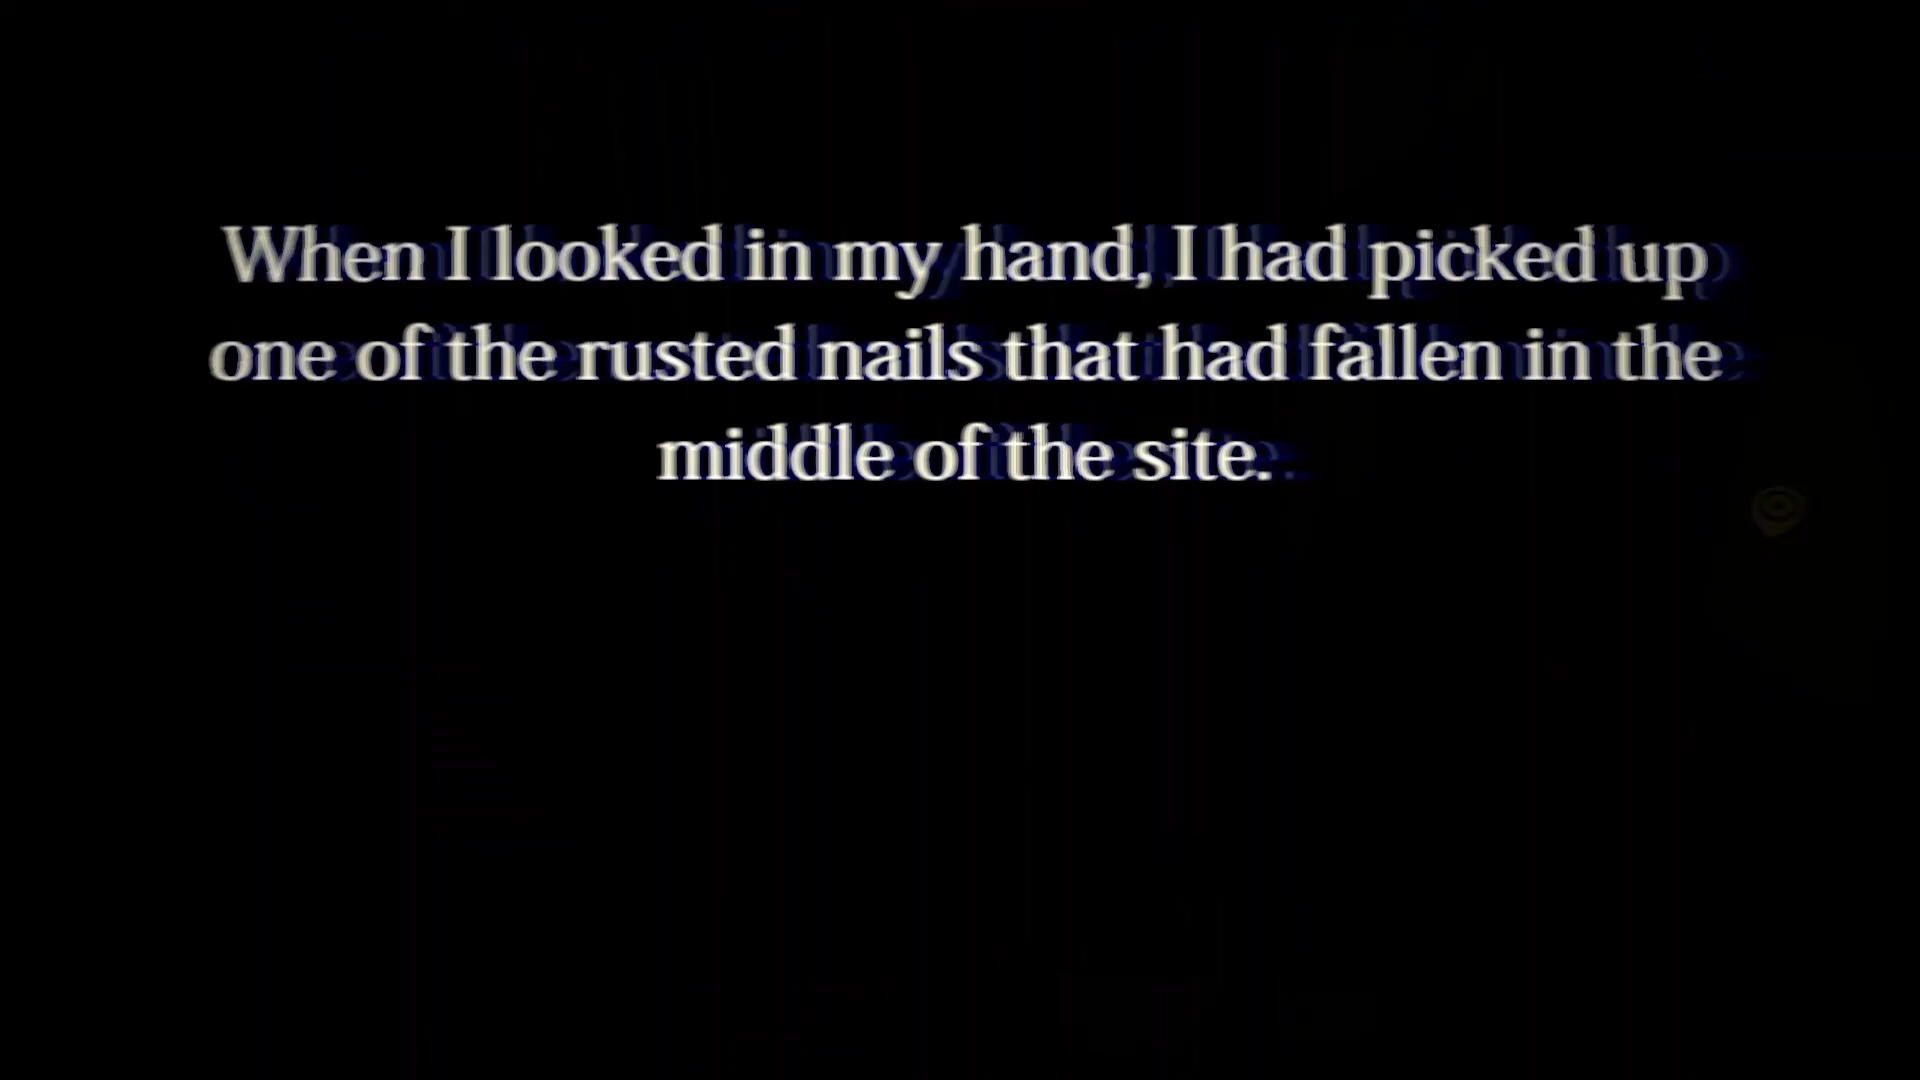 When I looked in my hand, I had picked up
one of the rusted nails that had fallen in the
middle of the site.